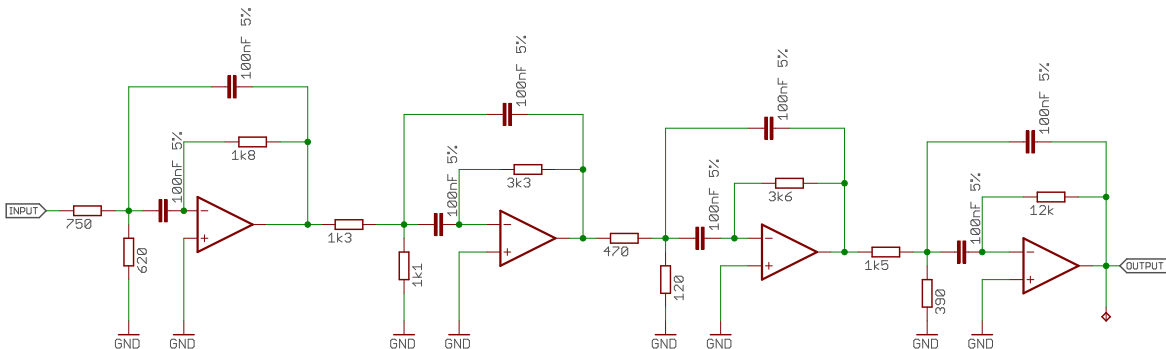 INPUT
750
620
GND
100nF 5%
GND
100nF 5%
1k8
1k3
1k1
GND
100nF 5%
GND
100nF 5%
3k3
470
120
GND
100nF 5%
GND
100nF 5%
3k6
1k5
390
GND
100nF 5%
GND
100nF 5%
12k
OUTPUT